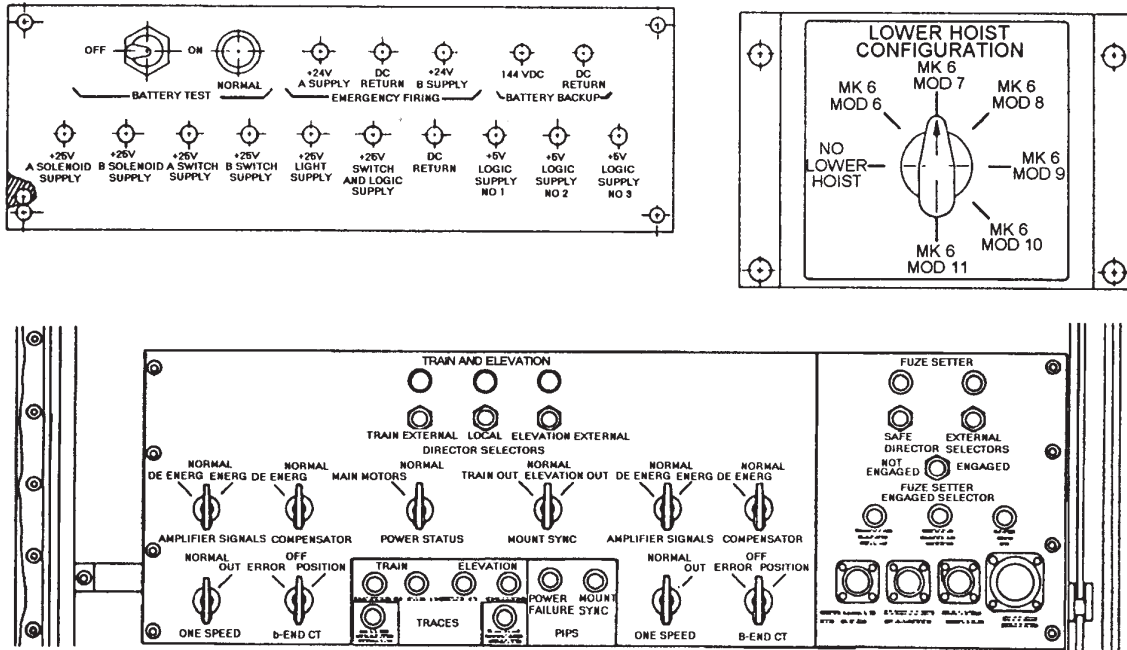 OFF ON
NORMAL
BATTERY TEST
+24V
A SUPPLY
DC
RETURN
+24V
B SUPPLY
EMERGENCY FIRING
144 VDC
DC
RETURN
BATTERY BACKUP
+25V
A SOLENOID
SUPPLY
+25V
B SOLENOID
SUPPLY
+25V
A SWITCH
SUPPLY
+25V
B SWITCH
SUPPLY
+25V
LIGHT
SUPPLY
+25V
SWITCH
AND LOGIC
SUPPLY
DC
RETURN
+5V
LOGIC
SUPPLY
NO 1
+5V
LOGIC
SUPPLY
NO 2
+5V
LOGIC
SUPPLY
NO 3
LOWER HOIST
CONFIGURATION
NO
LOWER
HOIST
MK 6
MOD 6
MK 6
MOD 7
MK 6
MOD 8
MK 6
MOD 9
MK 6
MOD 10
MK 6
MOD 11
TRAIN AND ELEVATION
TRAIN EXTERNAL LOCAL ELEVATION EXTERNAL
DIRECTOR SELECTORS
NORMAL
DE ENERG ENERG
AMPLIFIER SIGNALS
NORMAL
DE ENERG
COMPENSATOR
NORMAL
MAIN MOTORS
POWER STATUS
NORMAL
TRAIN OUT ELEVATION OUT
MOUNT SYNC
NORMAL
DE ENERG ENERG
AMPLIFIER SIGNALS
NORMAL
DE ENERG
COMPENSATOR
NORMAL
OUT
ONE SPEED
OFF
ERROR POSITION
b-END CT
TRAIN ELEVATION
TRACES
POWER
FAILURE
MOUNT
SYNC
PIPS
NORMAL
OUT
ONE SPEED
OFF
ERROR POSITION
B-END CT
FUZE SETTER
SAFE EXTERNAL
DIRECTOR SELECTORS
NOT
ENGAGED
ENGAGED
FUZE SETTER
ENGAGED SELECTOR